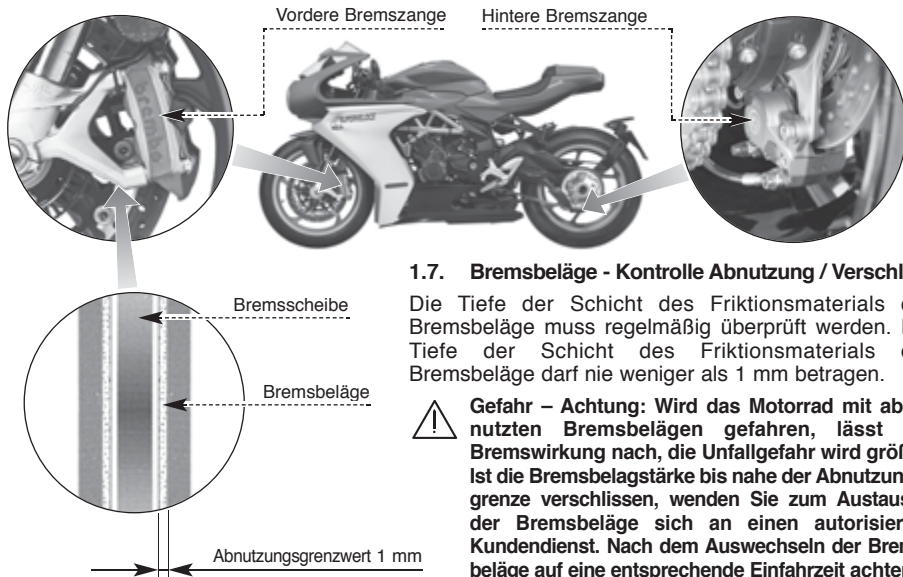 Vordere Bremszange
Hintere Bremszange
brembo
1.7. Bremsbeläge - Kontrolle Abnutzung / Verschl
Die Tiefe der Schicht des Friktionsmaterials
Bremsbeläge muss regelmäßig überprüft werden.
Tiefe der Schicht des Friktionsmaterials
Bremsbeläge darf nie weniger als 1 mm betragen.
Gefahr – Achtung: Wird das Motorrad mit ab
nutzten Bremsbelägen gefahren, lässt
Bremswirkung nach, die Unfallgefahr wird größ
Ist die Bremsbelagstärke bis nahe der Abnutzun
grenze verschlissen, wenden Sie zum Austaus
der Bremsbeläge sich an einen autorisier
Kundendienst. Nach dem Auswechseln der Brem
beläge auf eine entsprechende Einfahrzeit achten
Bremsscheibe
Bremsbeläge
Abnutzungsgrenzwert 1 mm